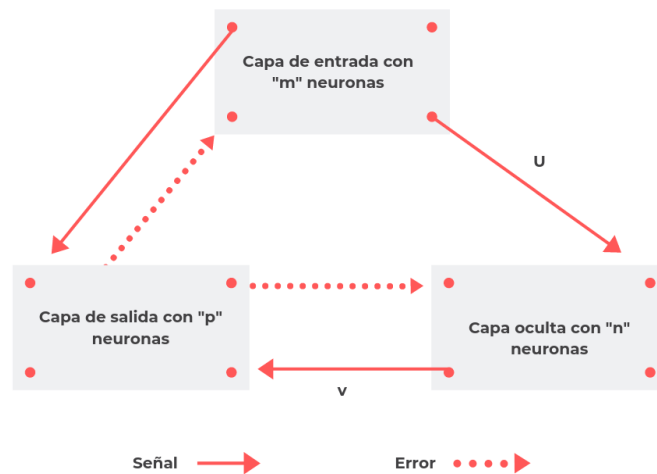 Capa de entrada con
"m" neuronas
U
Capa de salida con "p"
neuronas
Capa oculta con "n"
neuronas
v
Señal
Error